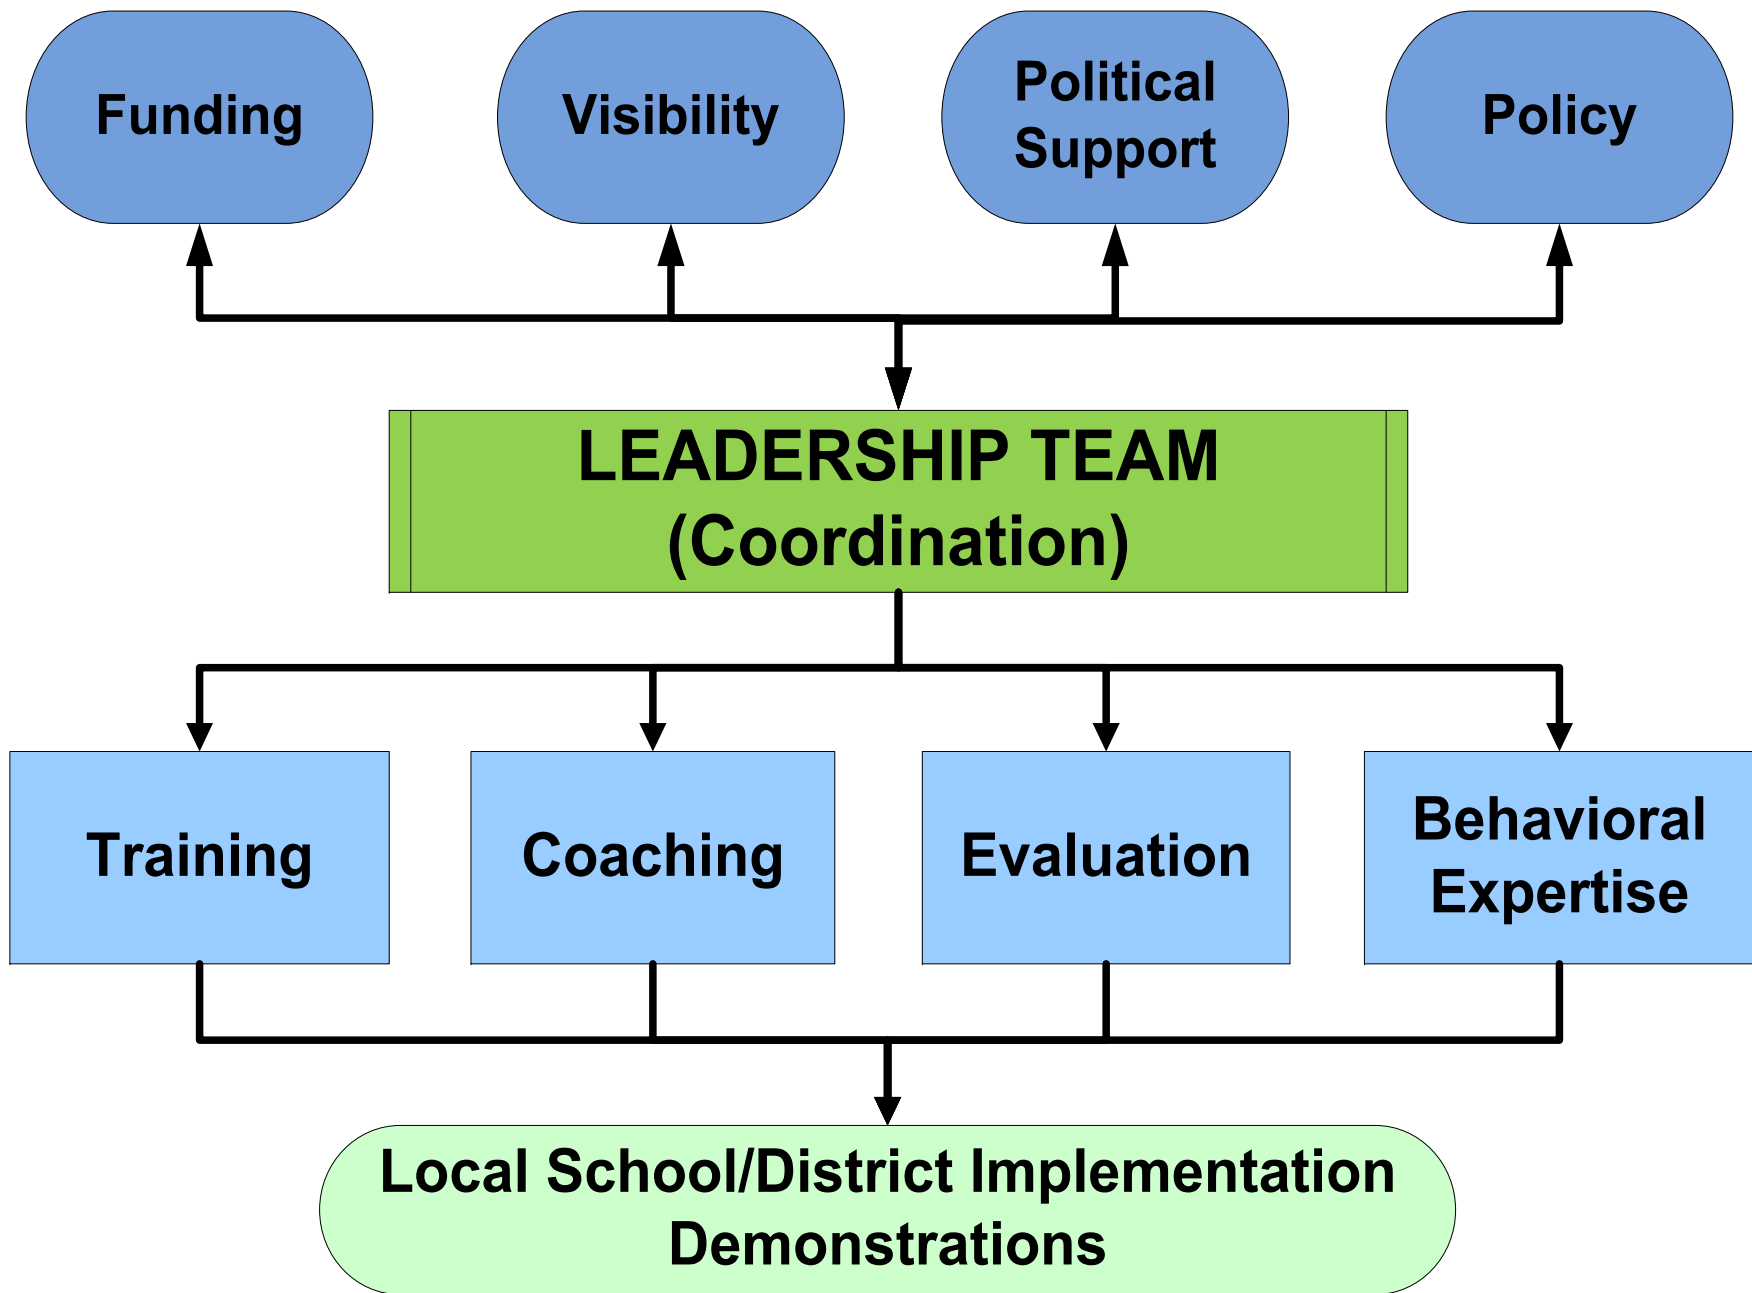 Funding
Visibility
Political
Support
Policy
LEADERSHIP TEAM
(Coordination)
Training
Coaching
Evaluation
Behavioral
Expertise
Local School/District Implementation
Demonstrations